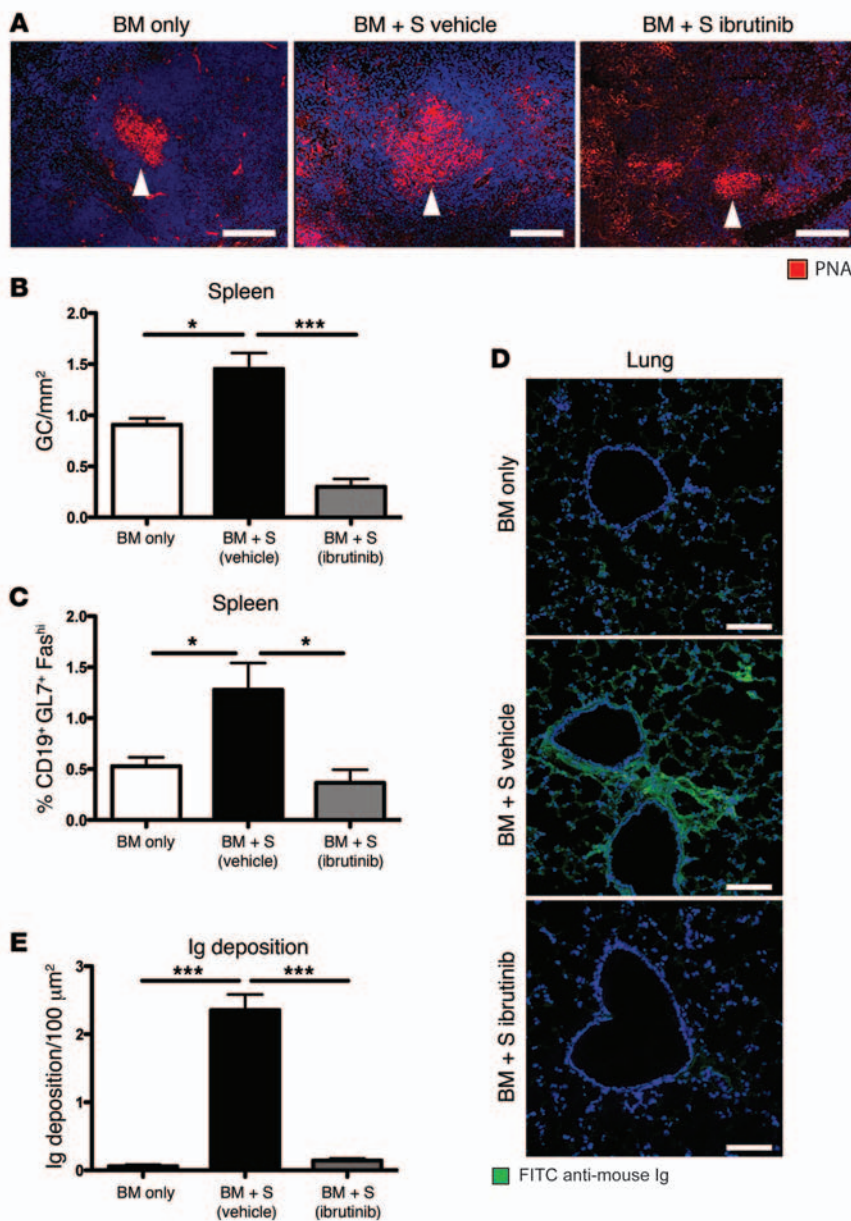 A
BM only
BM + S vehicle
BM + S ibrutinib
PNA
B
Spleen
* ***
GC/mm²
2.0
1.5
1.0
0.5
0.0
BM only
BM + S
(vehicle)
BM + S
(ibrutinib)
C
Spleen
* *
% CD19⁺ GL7⁺ Fasʰⁱ
2.0
1.5
1.0
0.5
0.0
BM only
BM + S
(vehicle)
BM + S
(ibrutinib)
D
Lung
BM only
BM + S vehicle
BM + S ibrutinib
FITC anti-mouse Ig
E
Ig deposition
*** ***
Ig deposition/100 µm²
3
2
1
0
BM only
BM + S
(vehicle)
BM + S
(ibrutinib)